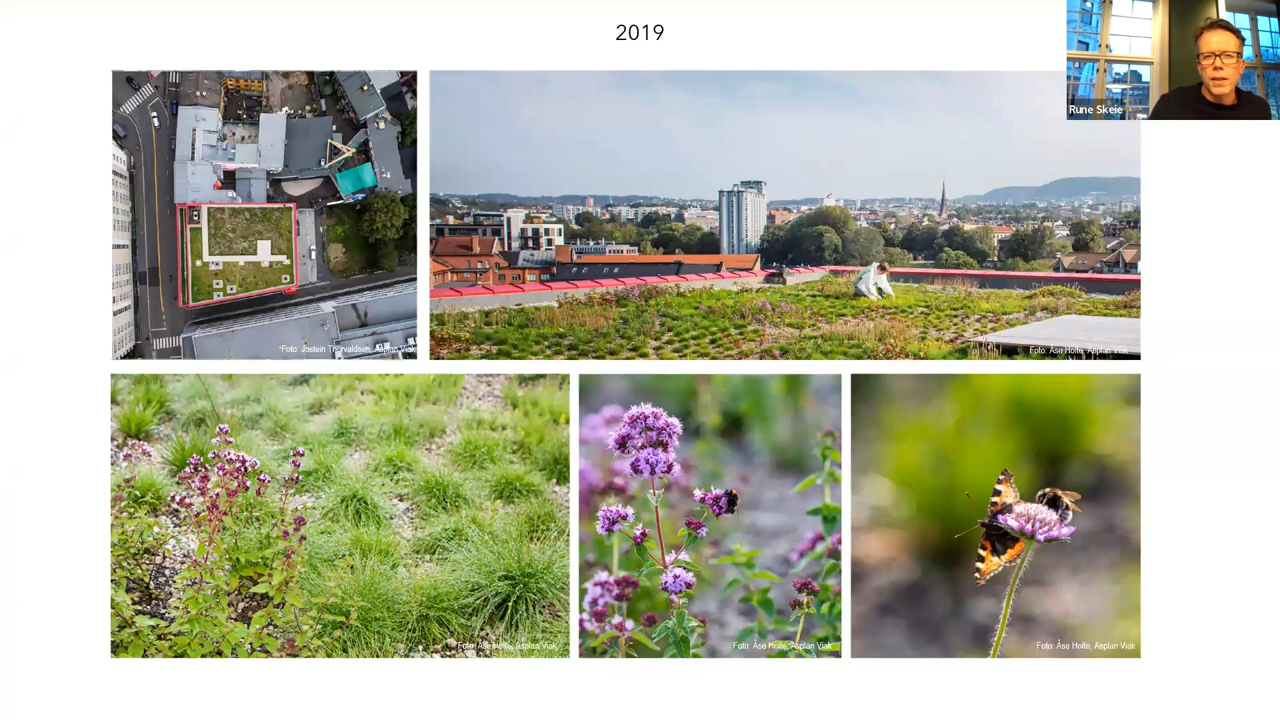 2019
Rune Skeie
Foto: Jostein Thorvaldsen, Asplan Viak
Foto: Åse Holte, Asplan Viak
Foto: Åse Holte, Asplan Viak
Foto: Åse Holte, Asplan Viak
Foto: Åse Holte, Asplan Viak